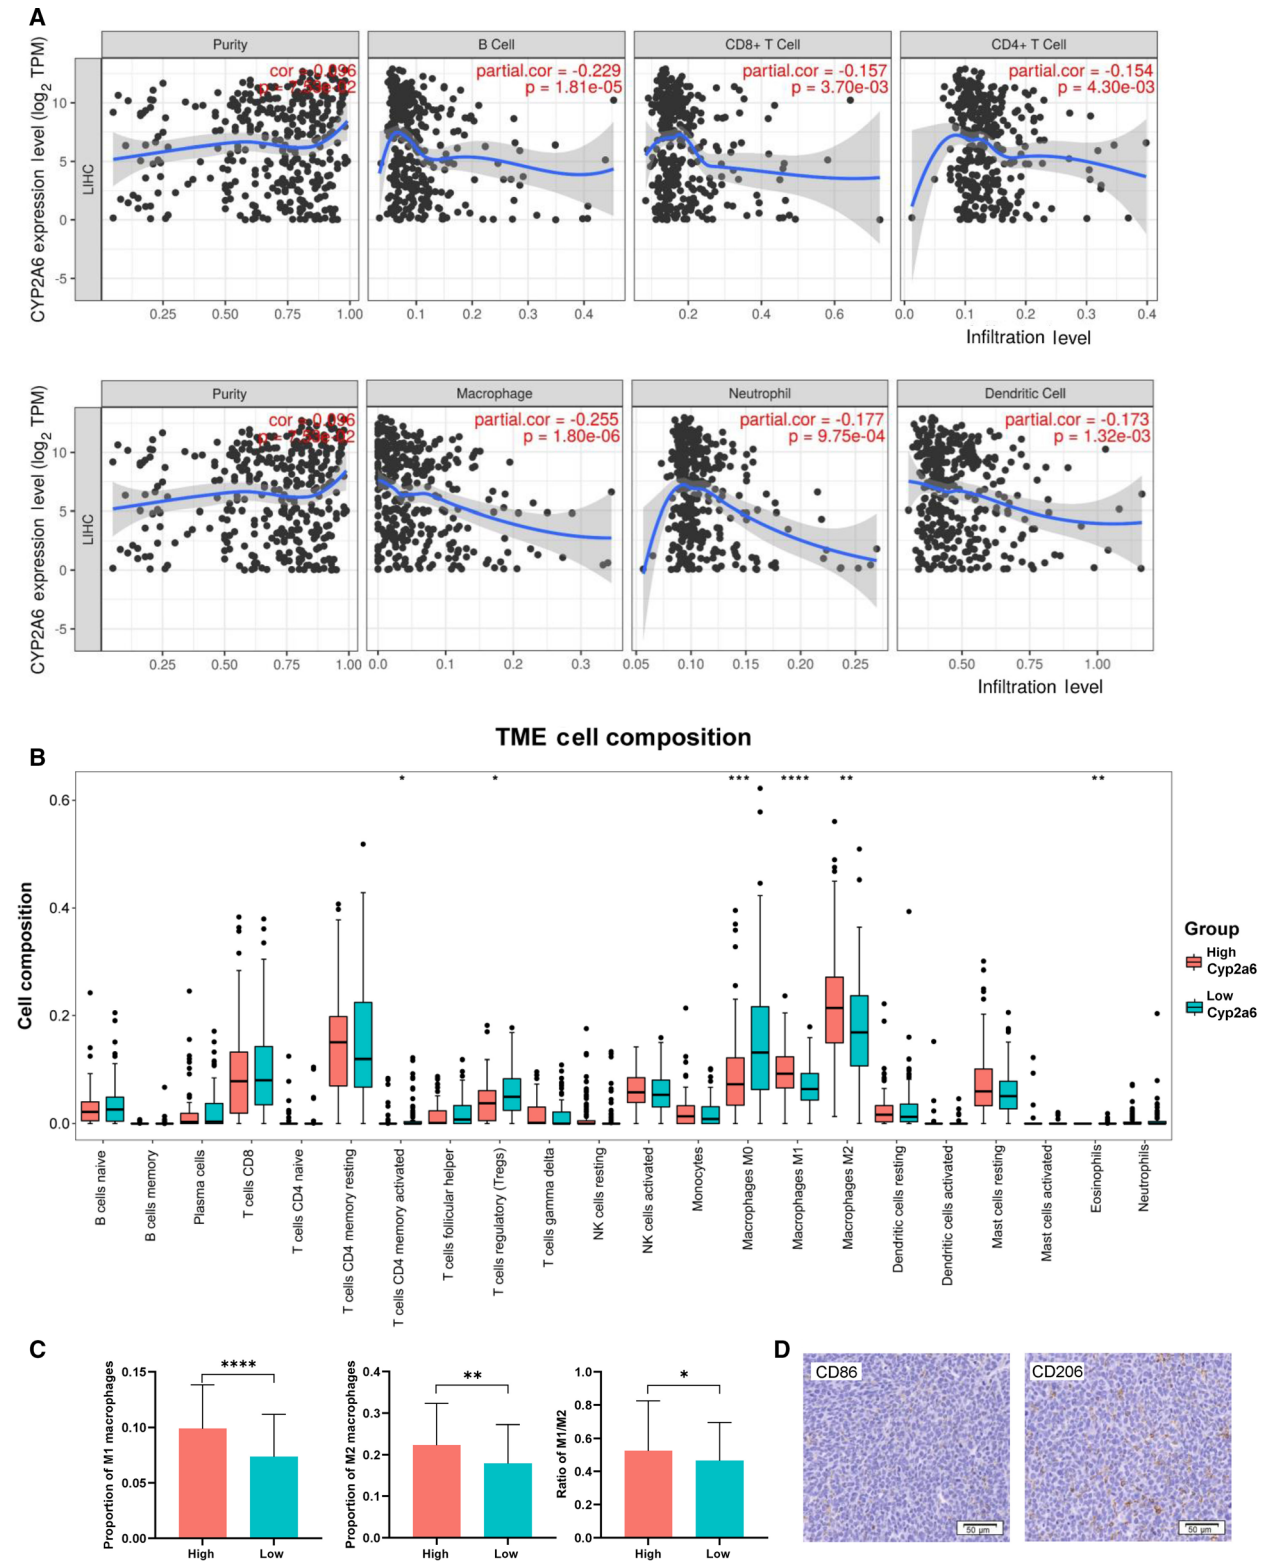 A
Purity
B Cell
CD8+ T Cell
CD4+ T Cell
CYP2A6 expression level (log2 TPM)
LIHC
cor = 0.096
p = 7.53e-02
partial.cor = -0.229
p = 1.81e-05
partial.cor = -0.157
p = 3.70e-03
partial.cor = -0.154
p = 4.30e-03
10
5
0
-5
0.25 0.50 0.75 1.00
0.1 0.2 0.3 0.4
0.2 0.4 0.6
0.0 0.1 0.2 0.3 0.4
Infiltration level
Purity
Macrophage
Neutrophil
Dendritic Cell
CYP2A6 expression level (log2 TPM)
LIHC
cor = 0.096
p = 7.53e-02
partial.cor = -0.255
p = 1.80e-06
partial.cor = -0.177
p = 9.75e-04
partial.cor = -0.173
p = 1.32e-03
10
5
0
-5
0.25 0.50 0.75 1.00
0.0 0.1 0.2 0.3
0.05 0.10 0.15 0.20 0.25
0.50 0.75 1.00
Infiltration level
TME cell composition
B
* * *** **** ** **
Cell composition
0.6
0.4
0.2
0.0
Group
High
Cyp2a6
Low
Cyp2a6
B cells naive
B cells memory
Plasma cells
T cells CD8
T cells CD4 naive
T cells CD4 memory resting
T cells CD4 memory activated
T cells follicular helper
T cells regulatory (Tregs)
T cells gamma delta
NK cells resting
NK cells activated
Monocytes
Macrophages M0
Macrophages M1
Macrophages M2
Dendritic cells resting
Dendritic cells activated
Mast cells resting
Mast cells activated
Eosinophils
Neutrophils
C
Proportion of M1 macrophages
0.15
0.10
0.05
0.00
****
High Low
Proportion of M2 macrophages
0.4
0.3
0.2
0.1
0.0
**
High Low
Ratio of M1/M2
1.0
0.8
0.6
0.4
0.2
0.0
*
High Low
D
CD86
50 µm
CD206
50 µm